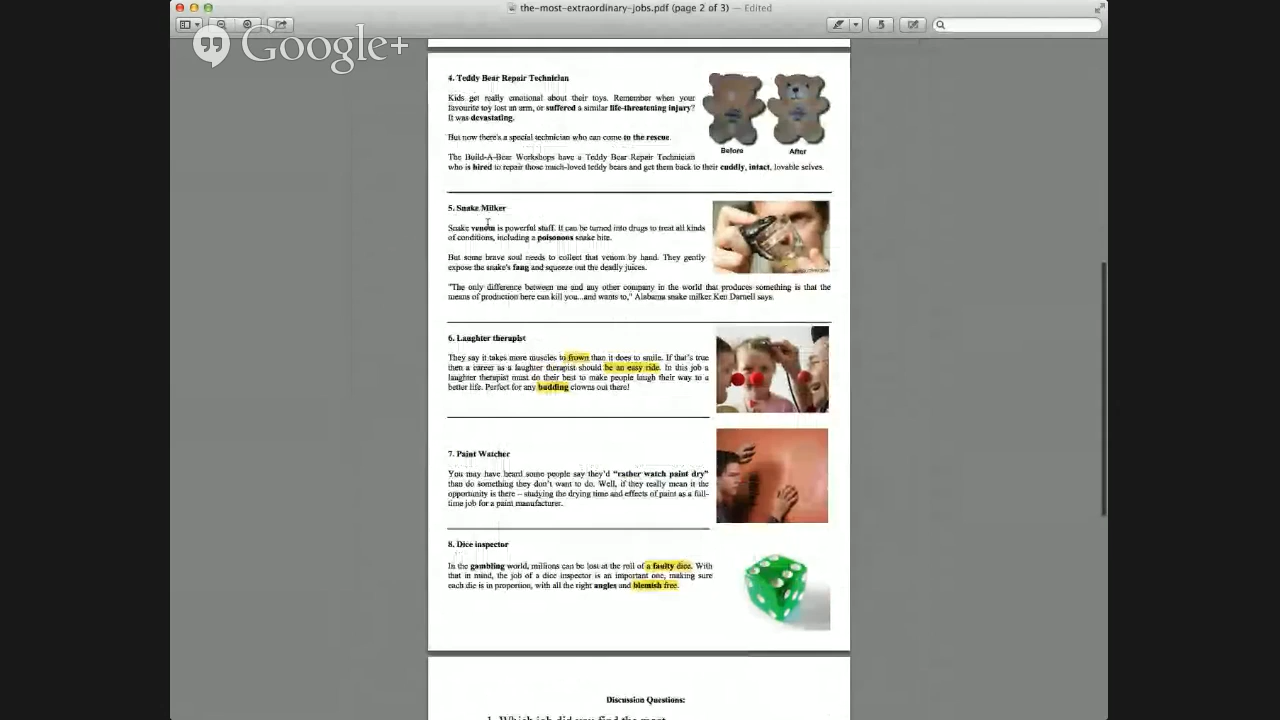 the-most-extraordinary-jobs.pdf (page 2 of 3) — Edited
Google+
4. Teddy Bear Repair Technician
Kids get really emotional about their toys. Remember when your
favourite toy lost an arm, or suffered a similar life-threatening injury?
It was devastating.
But now there's a special technician who can come to the rescue.
The Build-A-Bear Workshops have a Teddy Bear Repair Technician
who is hired to repair those much-loved teddy bears and get them back to their cuddly, intact, lovable selves.
Before
After
5. Snake Milker
Snake venom is powerful stuff. It can be turned into drugs to treat all kinds
of conditions, including a poisonous snake bite.
But some brave soul needs to collect that venom by hand. They gently
expose the snake's fang and squeeze out the deadly juices.
"The only difference between me and any other company in the world that produces something is that the
means of production here can kill you...and wants to," Alabama snake milker Ken Darnell says.
6. Laughter therapist
They say it takes more muscles to frown than it does to smile. If that's true
then a career as a laughter therapist should be an easy ride. In this job a
laughter therapist must do their best to make people laugh their way to a
better life. Perfect for any budding clowns out there!
7. Paint Watcher
You may have heard some people say they'd "rather watch paint dry"
than do something they don't want to do. Well, if they really mean it the
opportunity is there – studying the drying time and effects of paint as a full-
time job for a paint manufacturer.
8. Dice inspector
In the gambling world, millions can be lost at the roll of a faulty dice. With
that in mind, the job of a dice inspector is an important one, making sure
each die is in proportion, with all the right angles and blemish free.
Discussion Questions:
1. Which job did you find the most